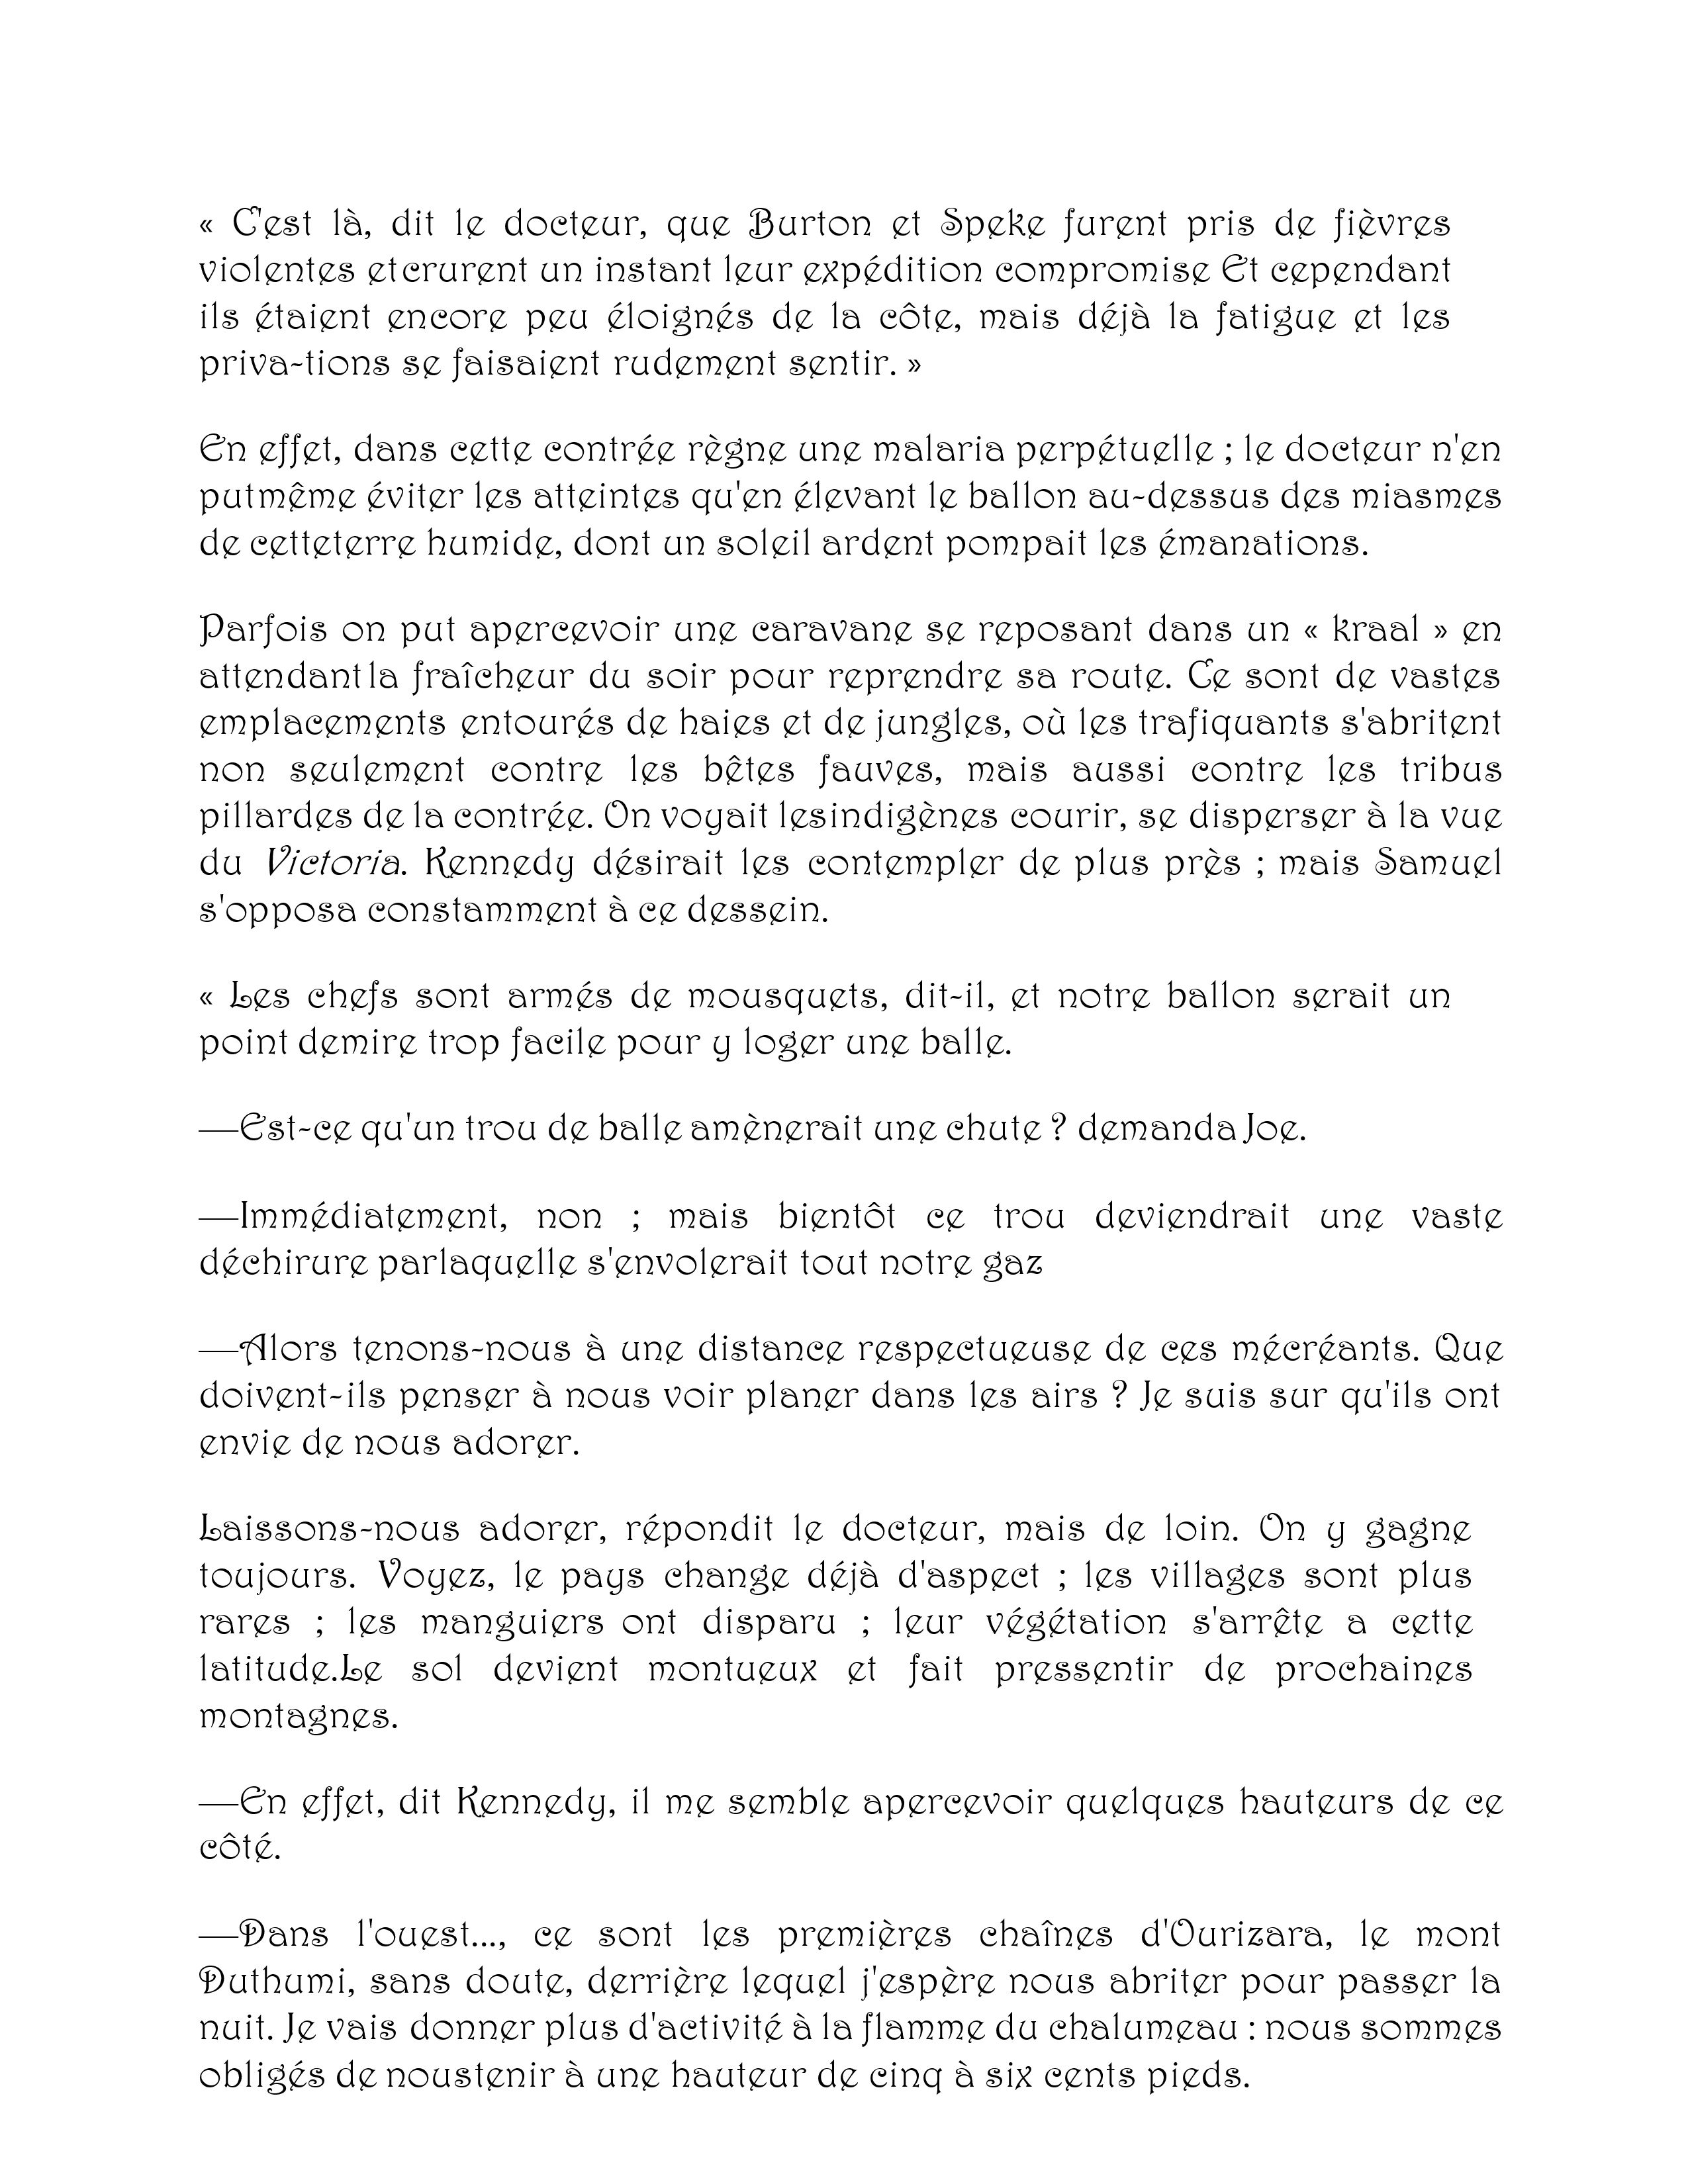 « C'est là, dit le docteur, que Burton et Speke furent pris de fièvres
violentes etcrurent un instant leur expédition compromise Et cependant
ils étaient encore peu éloignés de la côte, mais déjà la fatigue et les
priva-tions se faisaient rudement sentir. »
En effet, dans cette contrée règne une malaria perpétuelle ; le docteur n'en
putmême éviter les atteintes qu'en élevant le ballon au-dessus des miasmes
de cetteterre humide, dont un soleil ardent pompait les émanations.
Parfois on put apercevoir une caravane se reposant dans un « kraal » en
attendantla fraîcheur du soir pour reprendre sa route. Ce sont de vastes
emplacements entourés de haies et de jungles, où les trafiquants s'abritent
non seulement contre les bêtes fauves, mais aussi contre les tribus
pillardes de la contrée. On voyait lesindigènes courir, se disperser à la vue
du Victoria. Kennedy désirait les contempler de plus près ; mais Samuel
s'opposa constamment à ce dessein.
« Les chefs sont armés de mousquets, dit-il, et notre ballon serait un
point demire trop facile pour y loger une balle.
—Est-ce qu'un trou de balle amènerait une chute ? demanda Joe.
—Immédiatement, non ; mais bientôt ce trou deviendrait une vaste
déchirure parlaquelle s'envolerait tout notre gaz
—Alors tenons-nous à une distance respectueuse de ces mécréants. Que
doivent-ils penser à nous voir planer dans les airs ? Je suis sur qu'ils ont
envie de nous adorer.
Laissons-nous adorer, répondit le docteur, mais de loin. On y gagne
toujours. Voyez, le pays change déjà d'aspect ; les villages sont plus
rares ; les manguiers ont disparu ; leur végétation s'arrête a cette
latitude.Le sol devient montueux et fait pressentir de prochaines
montagnes.
—En effet, dit Kennedy, il me semble apercevoir quelques hauteurs de ce
côté.
—Dans l'ouest..., ce sont les premières chaînes d'Ourizara, le mont
Duthumi, sans doute, derrière lequel j'espère nous abriter pour passer la
nuit. Je vais donner plus d'activité à la flamme du chalumeau : nous sommes
obligés de noustenir à une hauteur de cinq à six cents pieds.